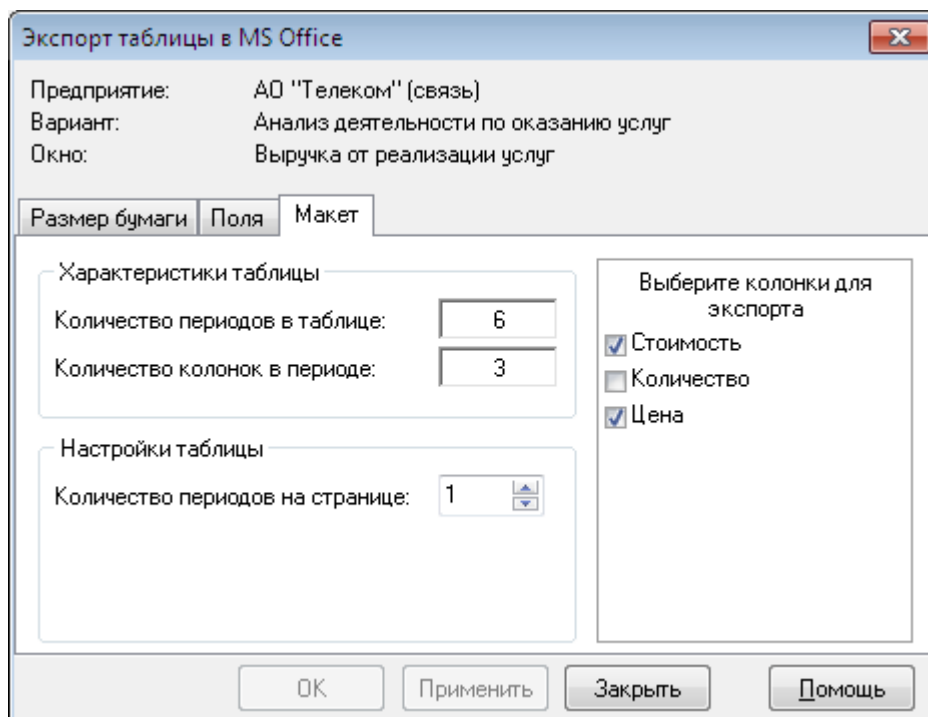 Экспорт таблицы в MS Office
Предприятие: АО "Телеком" (связь)
Вариант: Анализ деятельности по оказанию услуг
Окно: Выручка от реализации услуг
Размер бумаги Поля Макет
Характеристики таблицы
Количество периодов в таблице: 6
Количество колонок в периоде: 3
Настройки таблицы
Количество периодов на странице: 1
Выберите колонки для
экспорта
Стоимость
Количество
Цена
ОК Применить Закрыть Помощь